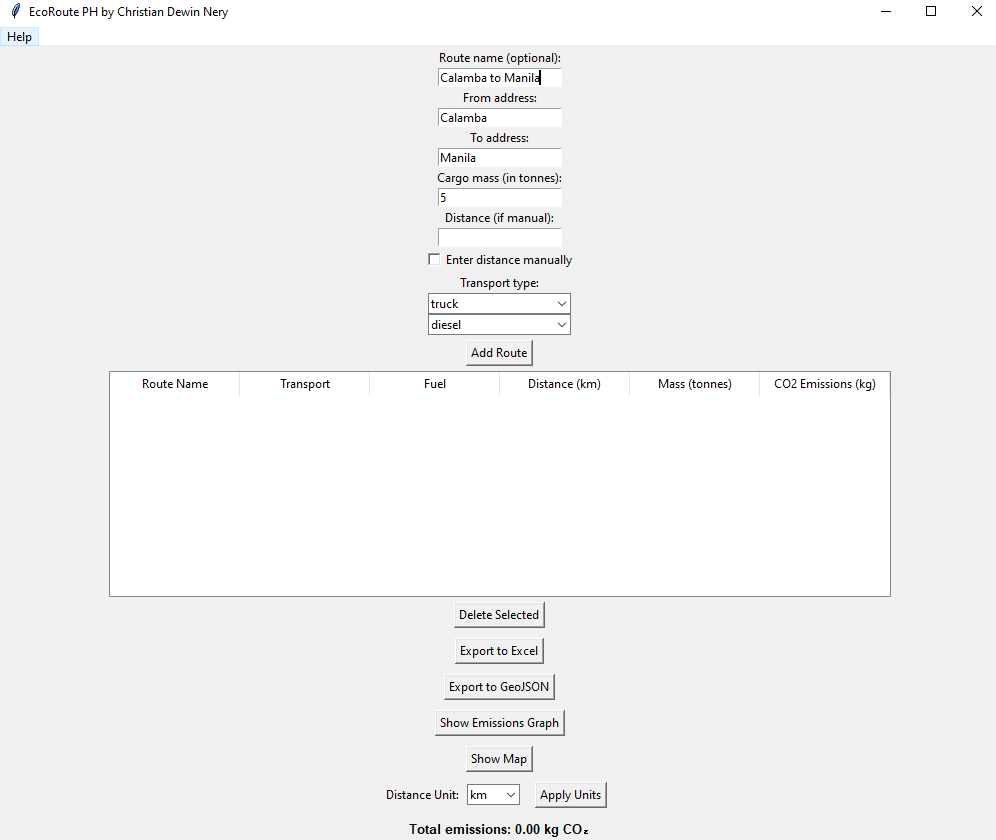 EcoRoute PH by Christian Dewin Nery
Help
Route name (optional):
Calamba to Manila
From address:
Calamba
To address:
Manila
Cargo mass (in tonnes):
5
Distance (if manual):
Enter distance manually
Transport type:
truck
diesel
Add Route
Route Name Transport Fuel Distance (km) Mass (tonnes) CO2 Emissions (kg)
Delete Selected
Export to Excel
Export to GeoJSON
Show Emissions Graph
Show Map
Distance Unit: km Apply Units
Total emissions: 0.00 kg CO₂